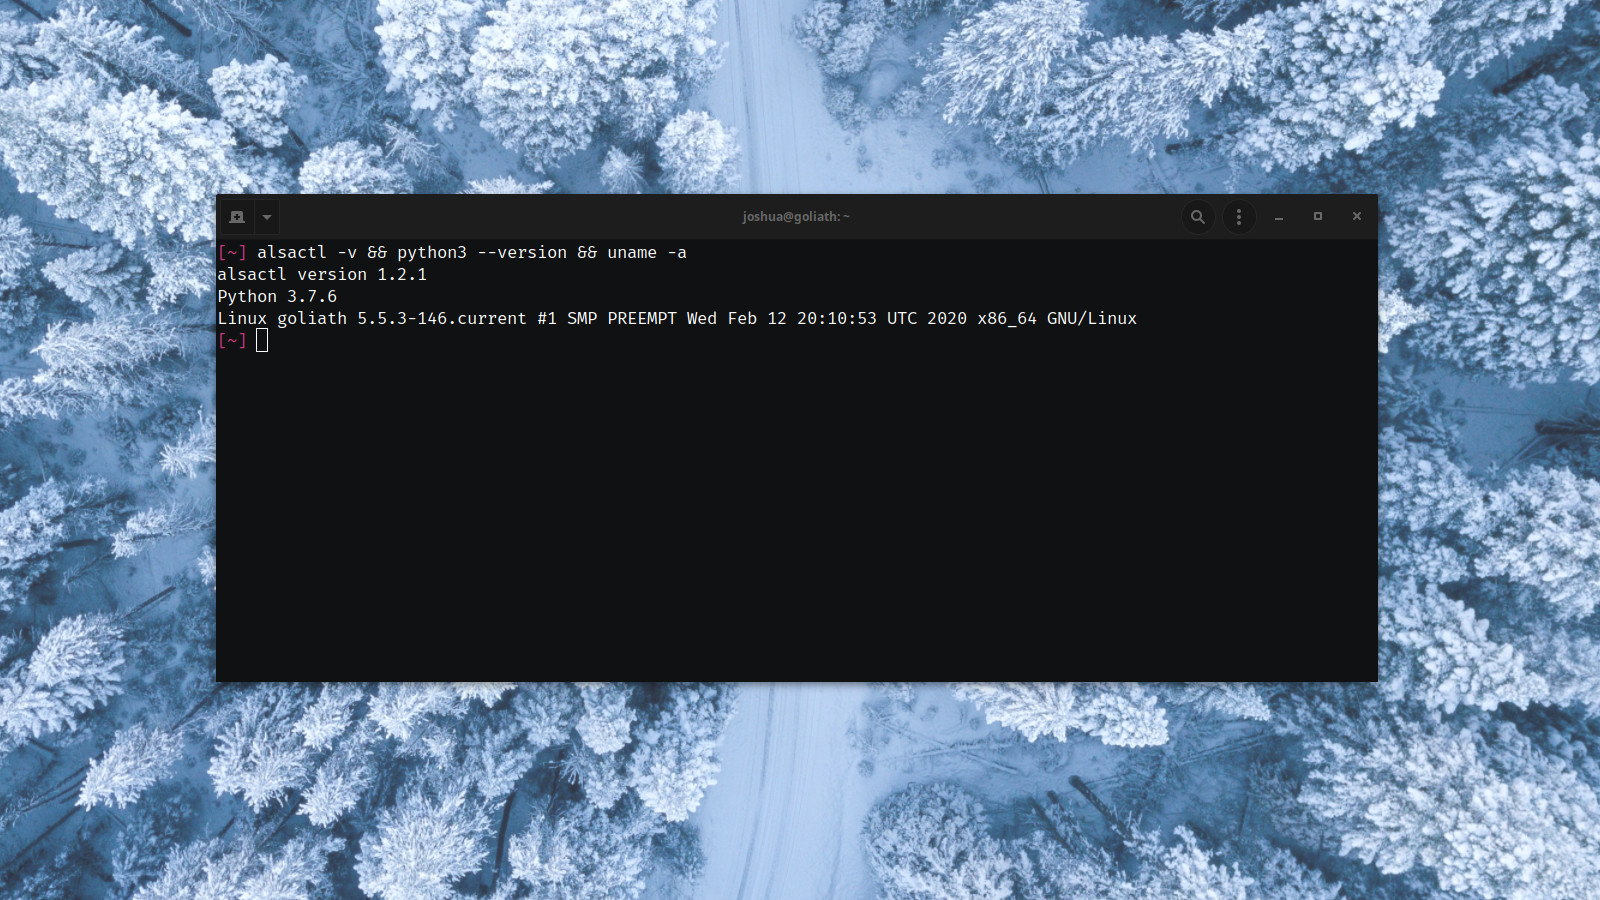 joshua@goliath: ~
[~] alsactl -v && python3 --version && uname -a
alsactl version 1.2.1
Python 3.7.6
Linux goliath 5.5.3-146.current #1 SMP PREEMPT Wed Feb 12 20:10:53 UTC 2020 x86_64 GNU/Linux
[~]